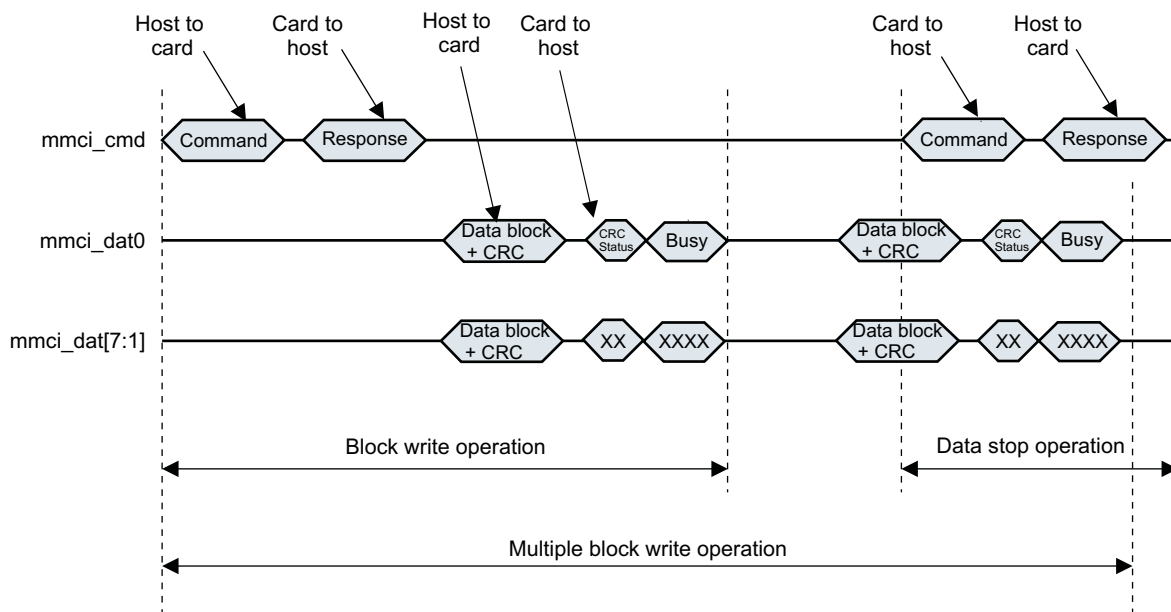 Host to
card
Card to
host
Host to
card
Card to
host
Card to
host
Host to
card
mmci_cmd
Command
Response
Command
Response
mmci_dat0
Data block
+ CRC
CRC
Status
Busy
Data block
+ CRC
CRC
Status
Busy
mmci_dat[7:1]
Data block
+ CRC
XX
XXXX
Data block
+ CRC
XX
XXXX
Block write operation
Data stop operation
Multiple block write operation